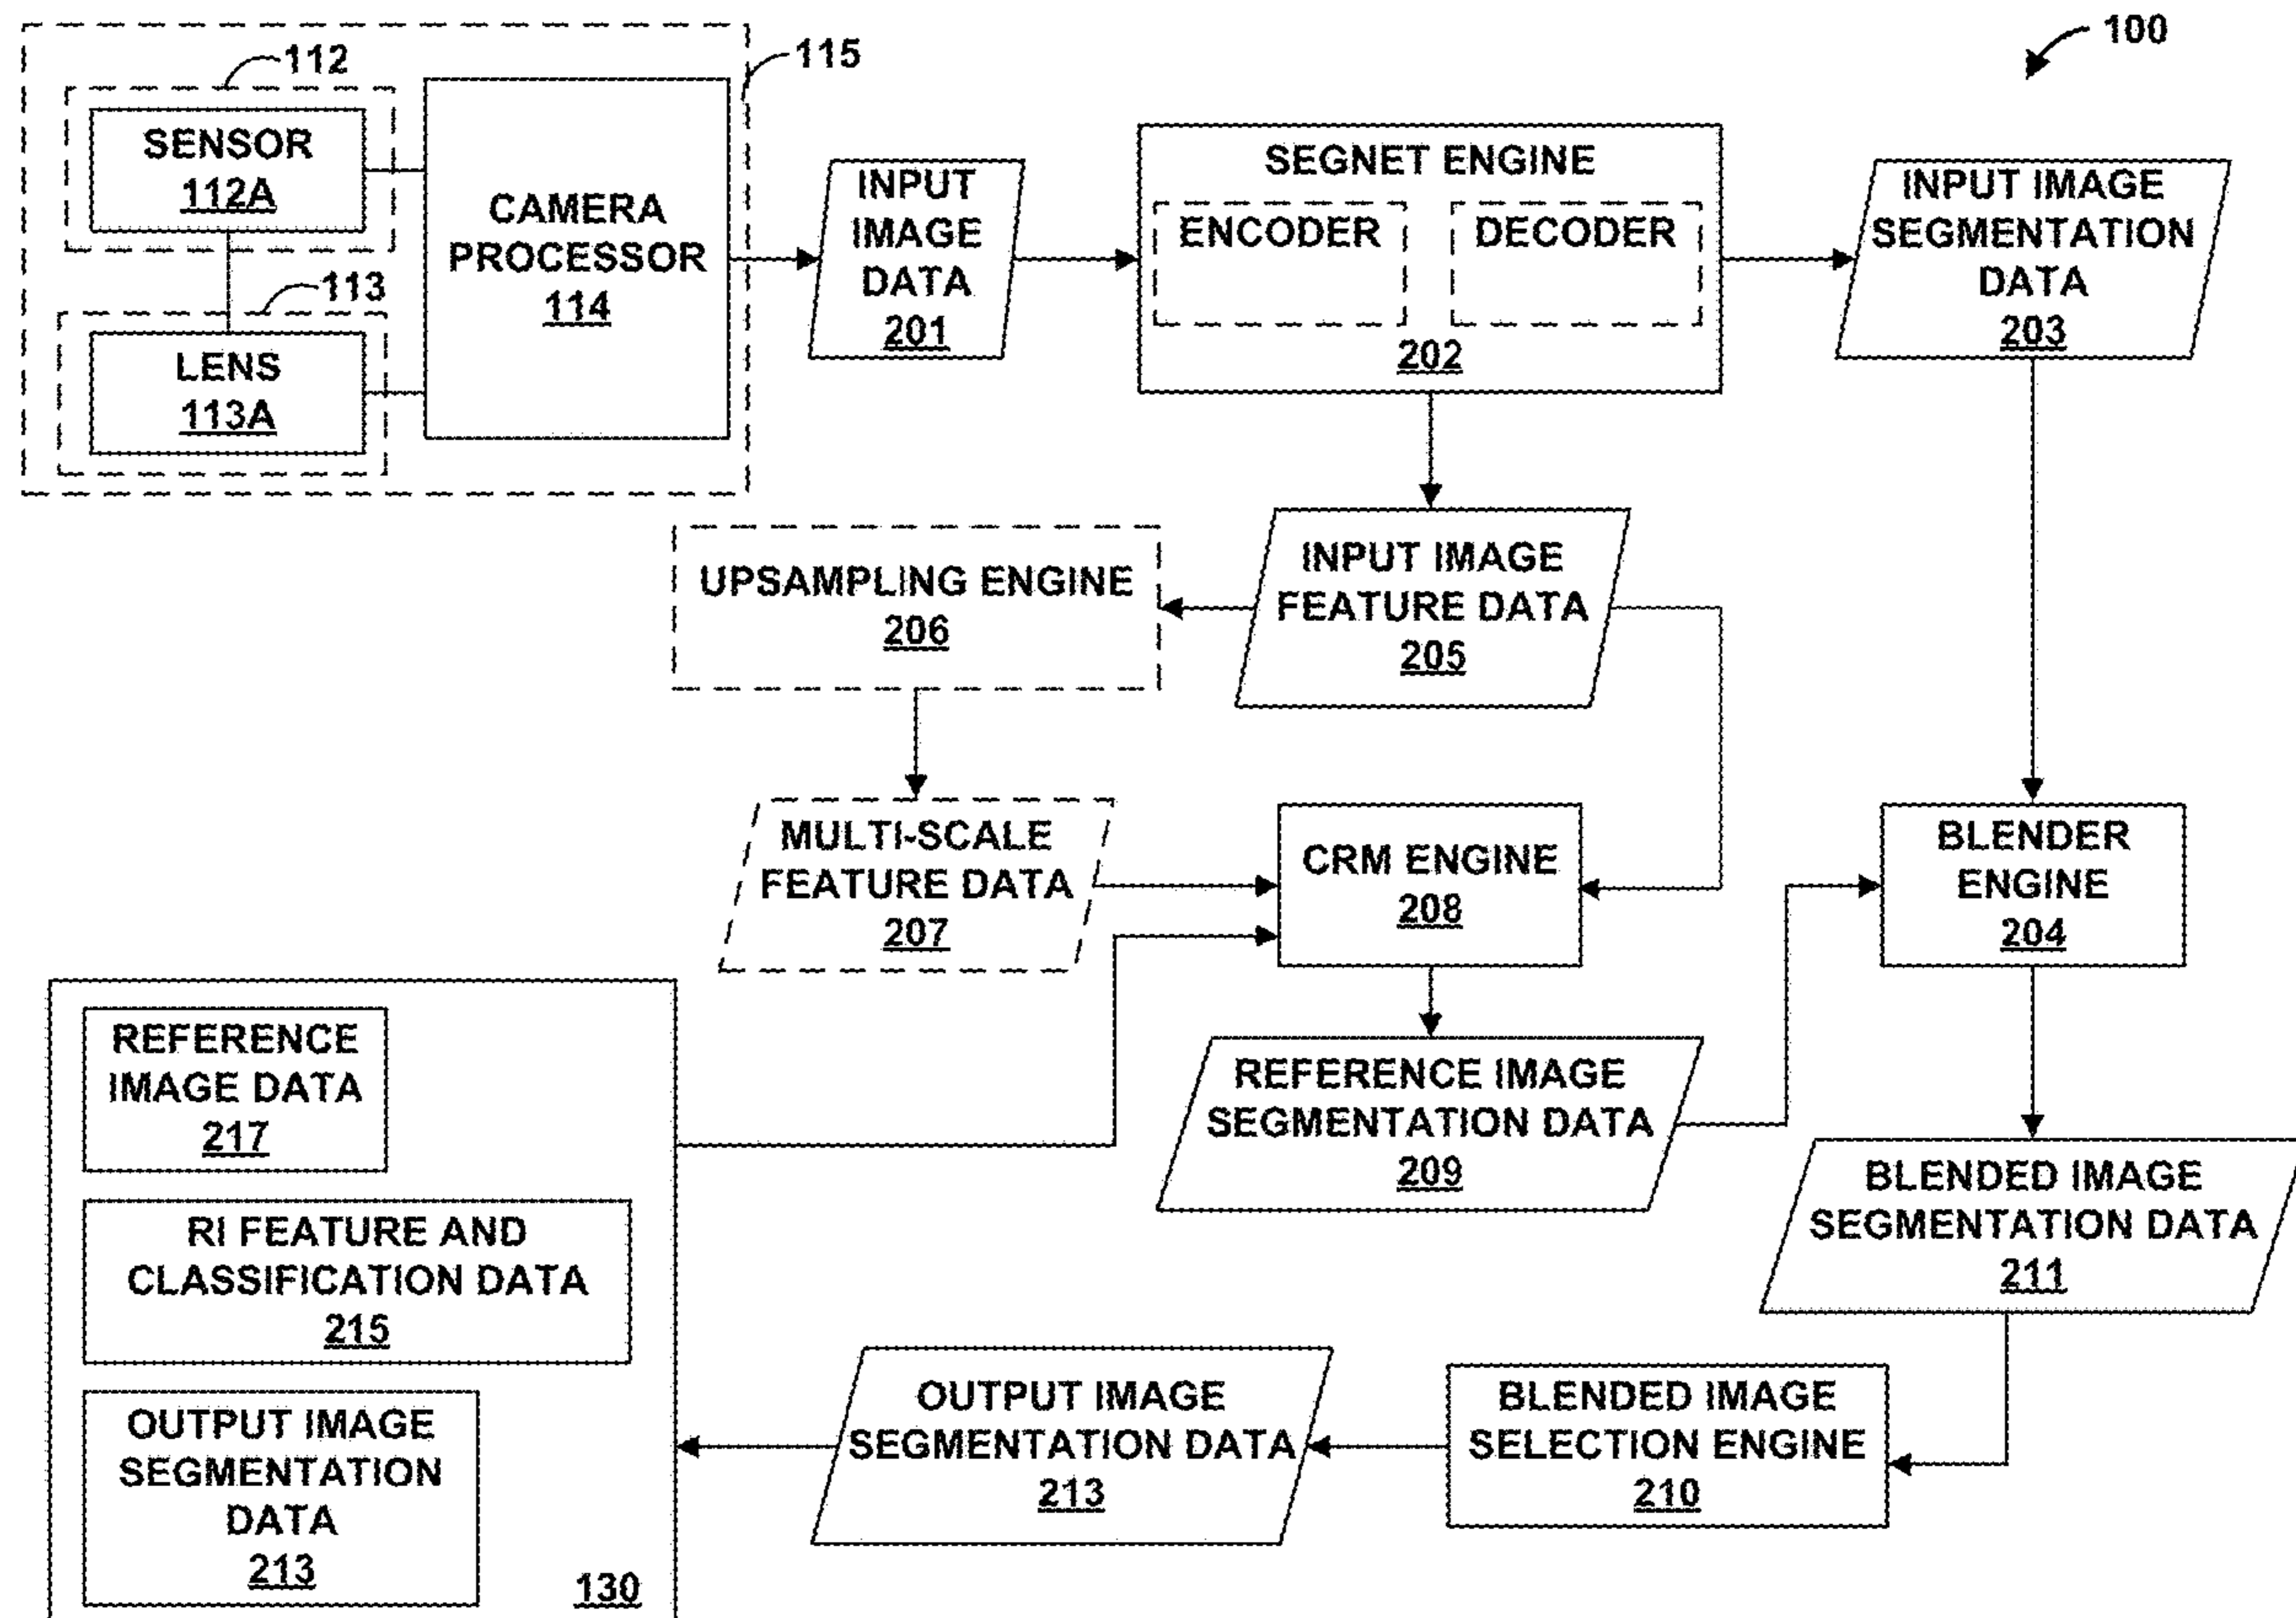 100
115
112
SENSOR
112A
113
LENS
113A
CAMERA
PROCESSOR
114
INPUT
IMAGE
DATA
201
SEGNET ENGINE
ENCODER
DECODER
202
INPUT IMAGE
SEGMENTATION
DATA
203
UPSAMPLING ENGINE
206
INPUT IMAGE
FEATURE DATA
205
MULTI-SCALE
FEATURE DATA
207
CRM ENGINE
208
BLENDER
ENGINE
204
REFERENCE IMAGE
SEGMENTATION DATA
209
BLENDED IMAGE
SEGMENTATION DATA
211
REFERENCE
IMAGE DATA
217
RI FEATURE AND
CLASSIFICATION DATA
215
OUTPUT IMAGE
SEGMENTATION
DATA
213
130
OUTPUT IMAGE
SEGMENTATION DATA
213
BLENDED IMAGE
SELECTION ENGINE
210